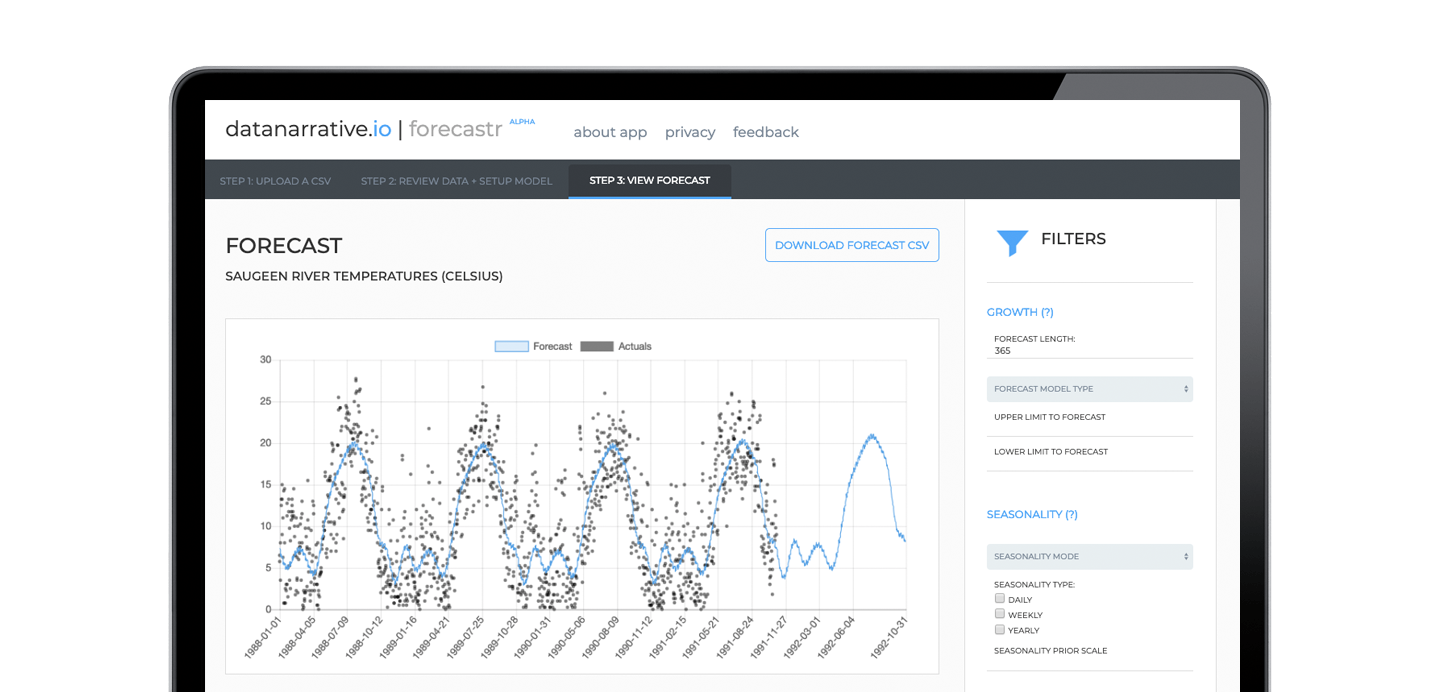 datanarrative.io | forecastr ALPHA about app privacy feedback
STEP 1: UPLOAD A CSV STEP 2: REVIEW DATA + SETUP MODEL STEP 3: VIEW FORECAST
FORECAST
DOWNLOAD FORECAST CSV
SAUGEEN RIVER TEMPERATURES (CELSIUS)
Forecast Actuals
30
25
20
15
10
5
0
1988-01-01 1988-04-05 1988-07-09 1988-10-12 1989-01-16 1989-04-21 1989-07-25 1989-10-28 1990-01-31 1990-05-06 1990-08-09 1990-11-12 1991-02-15 1991-05-21 1991-08-24 1991-11-27 1992-03-01 1992-06-04 1992-10-31
FILTERS
GROWTH (?)
FORECAST LENGTH:
365
FORECAST MODEL TYPE
UPPER LIMIT TO FORECAST
LOWER LIMIT TO FORECAST
SEASONALITY (?)
SEASONALITY MODE
SEASONALITY TYPE:
DAILY
WEEKLY
YEARLY
SEASONALITY PRIOR SCALE